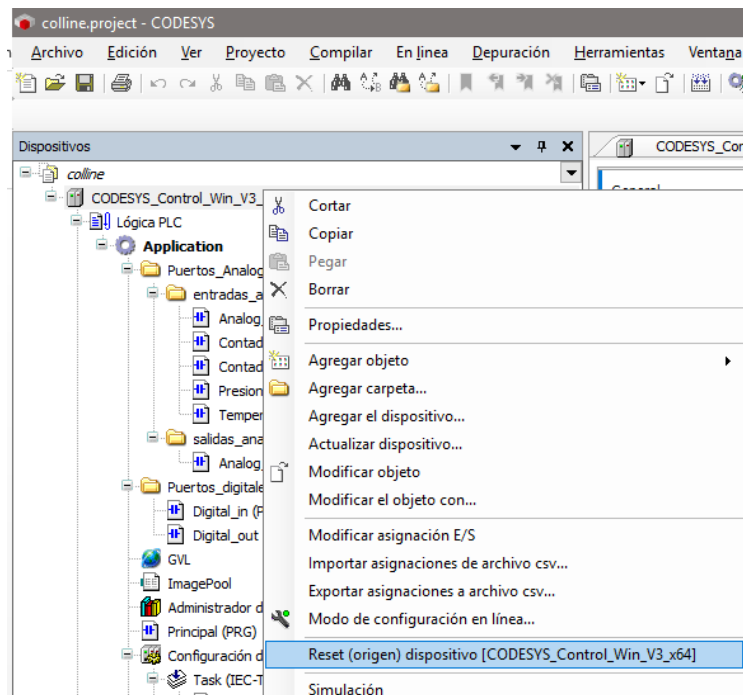 colline.project - CODESYS
Archivo Edición Ver Proyecto Compilar En línea Depuración Herramientas Ventana
Dispositivos
CODESYS_Con
colline
CODESYS_Control_Win_V3_
Lógica PLC
Application
Puertos_Analog
entradas_a
Analog_
Contad
Contad
Presion
Temper
salidas_ana
Analog_
Puertos_digitale
Digital_in (P
Digital_out
GVL
ImagePool
Administrador d
Principal (PRG)
Configuración d
Task (IEC-T
Cortar
Copiar
Pegar
Borrar
Propiedades...
Agregar objeto
Agregar carpeta...
Agregar el dispositivo...
Actualizar dispositivo...
Modificar objeto
Modificar el objeto con...
Modificar asignación E/S
Importar asignaciones de archivo csv...
Exportar asignaciones a archivo csv...
Modo de configuración en línea...
Reset (origen) dispositivo [CODESYS_Control_Win_V3_x64]
Simulación